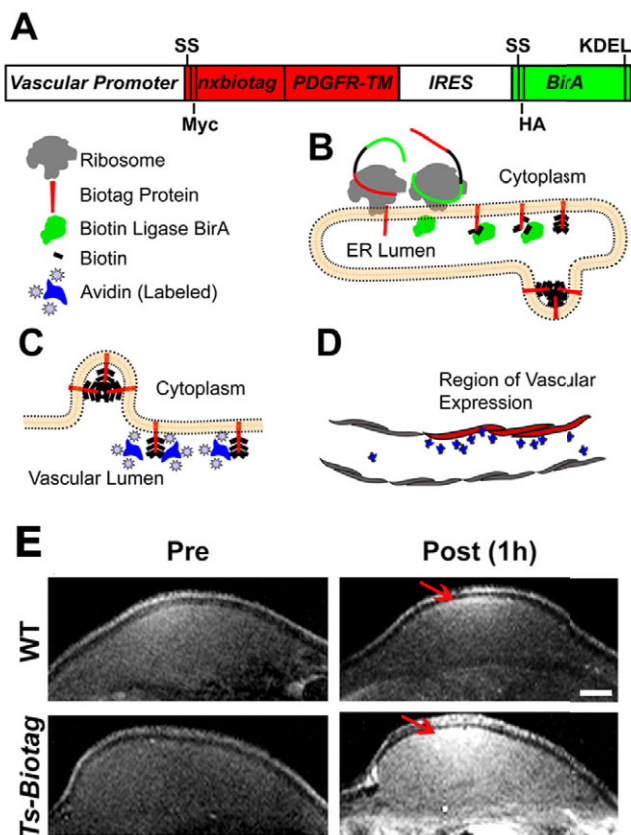 A
SS SS KDEL
Vascular Promoter nxbiotag PDGFR-TM IRES BirA
Myc HA
Ribosome
Biotag Protein
Biotin Ligase BirA
Biotin
Avidin (Labeled)
B
Cytoplasm
ER Lumen
C
Cytoplasm
Vascular Lumen
D
Region of Vascular
Expression
E
Pre Post (1h)
WT
Ts-Biotag